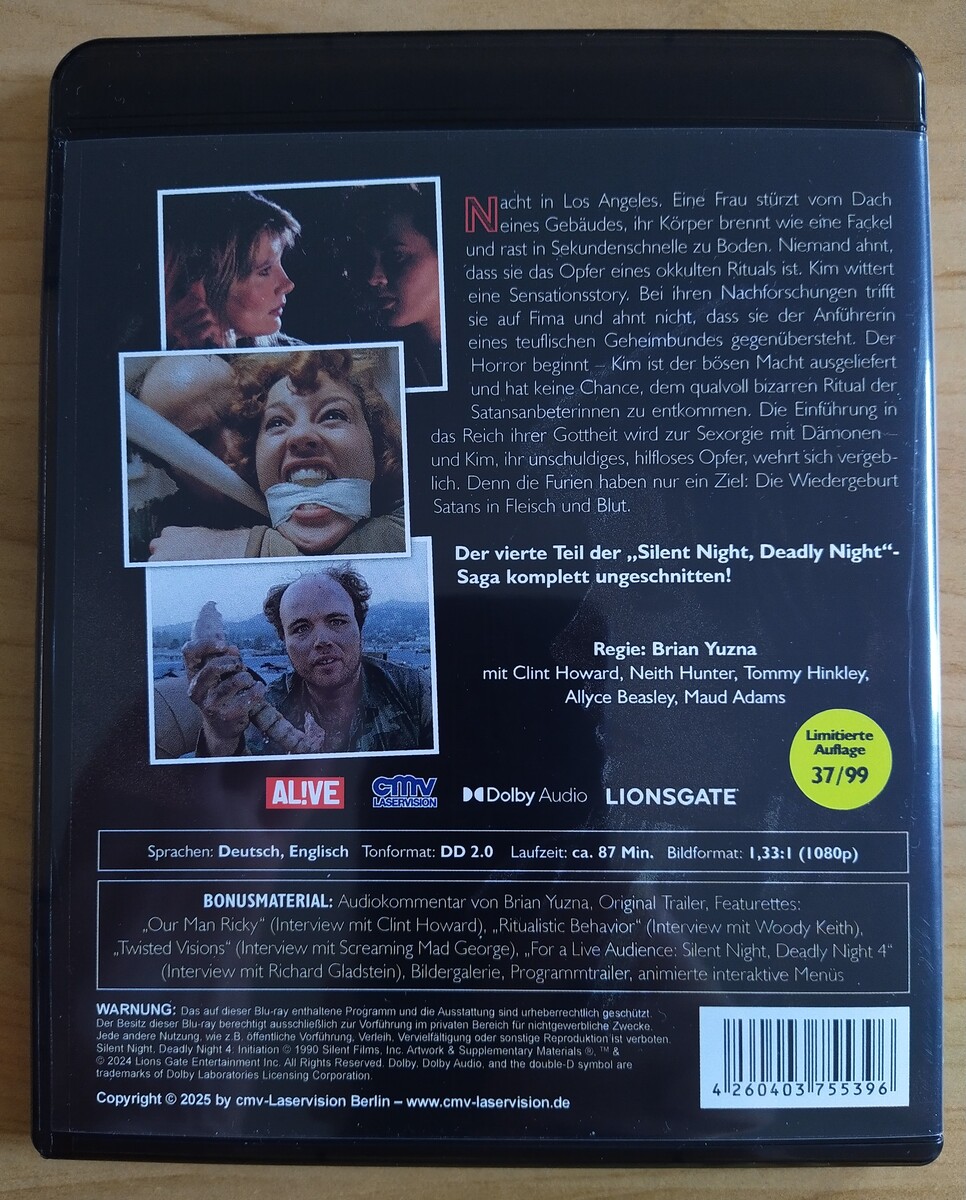 Nacht in Los Angeles. Eine Frau stürzt vom Dach
eines Gebäudes, ihr Körper brennt wie eine Fackel
und rast in Sekundenschnelle zu Boden. Niemand ahnt,
dass sie das Opfer eines okkulten Rituals ist. Kim wittert
eine Sensationsstory. Bei ihren Nachforschungen trifft
sie auf Fima und ahnt nicht, dass sie der Anführerin
eines teuflischen Geheimbundes gegenübersteht. Der
Horror beginnt – Kim ist der bösen Macht ausgeliefert
und hat keine Chance, dem qualvoll bizarren Ritual der
Satansanbeterinnen zu entkommen. Die Einführung in
das Reich ihrer Gottheit wird zur Sexorgie mit Dämonen –
und Kim, ihr unschuldiges, hilfloses Opfer, wehrt sich vergeb-
lich. Denn die Furien haben nur ein Ziel: Die Wiedergeburt
Satans in Fleisch und Blut.
Der vierte Teil der „Silent Night, Deadly Night“-
Saga komplett ungeschnitten!
Regie: Brian Yuzna
mit Clint Howard, Neith Hunter, Tommy Hinkley,
Allyce Beasley, Maud Adams
Limitierte
Auflage
37/99
AL!VE cmv LASERVISION Dolby Audio LIONSGATE
Sprachen: Deutsch, Englisch Tonformat: DD 2.0 Laufzeit: ca. 87 Min. Bildformat: 1,33:1 (1080p)
BONUSMATERIAL: Audiokommentar von Brian Yuzna, Original Trailer, Featurettes:
„Our Man Ricky“ (Interview mit Clint Howard), „Ritualistic Behavior“ (Interview mit Woody Keith),
„Twisted Visions“ (Interview mit Screaming Mad George), „For a Live Audience: Silent Night, Deadly Night 4“
(Interview mit Richard Gladstein), Bildergalerie, Programmtrailer, animierte interaktive Menüs
WARNUNG: Das auf dieser Blu-ray enthaltene Programm und die Ausstattung sind urheberrechtlich geschützt.
Der Besitz dieser Blu-ray berechtigt ausschließlich zur Vorführung im privaten Bereich für nichtgewerbliche Zwecke.
Jede andere Nutzung, wie z.B. öffentliche Vorführung, Verleih, Vervielfältigung oder sonstige Reproduktion ist verboten.
Silent Night, Deadly Night 4: Initiation © 1990 Silent Films, Inc. Artwork & Supplementary Materials ®, ™ &
© 2024 Lions Gate Entertainment Inc. All Rights Reserved. Dolby, Dolby Audio, and the double-D symbol are
trademarks of Dolby Laboratories Licensing Corporation.
Copyright © 2025 by cmv-Laservision Berlin – www.cmv-laservision.de
4 260403 755396